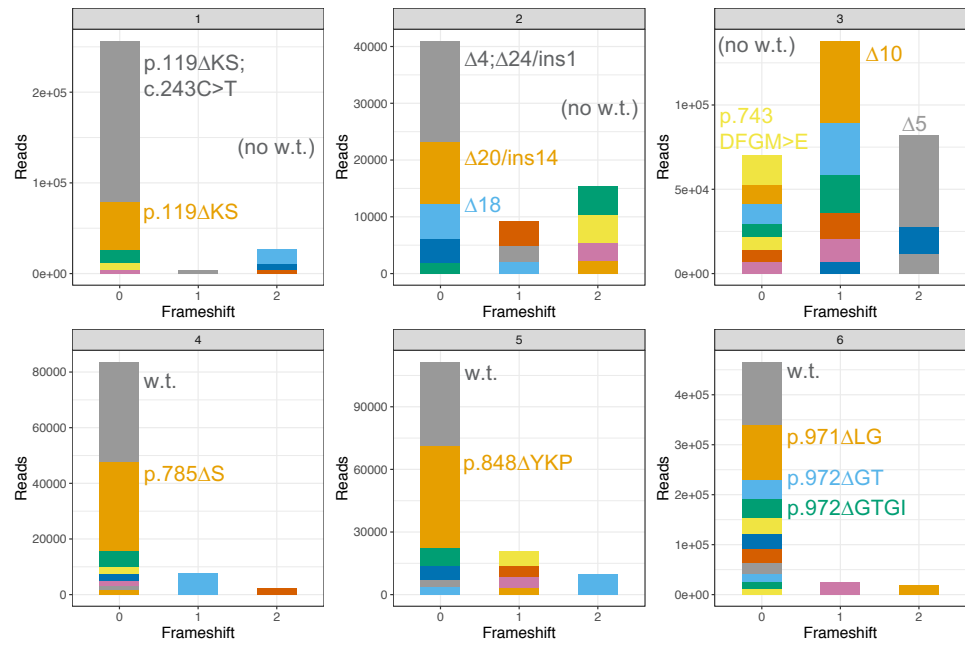 1
p.119ΔKS;
c.243C>T
(no w.t.)
p.119ΔKS
Reads
2e+05
1e+05
0e+00
0 1 2
Frameshift
2
Δ4;Δ24/ins1
(no w.t.)
Δ20/ins14
Δ18
Reads
40000
30000
20000
10000
0
0 1 2
Frameshift
3
(no w.t.)
Δ10
p.743
DFGM>E
Δ5
Reads
1e+05
5e+04
0e+00
0 1 2
Frameshift
4
w.t.
p.785ΔS
Reads
80000
60000
40000
20000
0
0 1 2
Frameshift
5
w.t.
p.848ΔYKP
Reads
90000
60000
30000
0
0 1 2
Frameshift
6
w.t.
p.971ΔLG
p.972ΔGT
p.972ΔGTGI
Reads
4e+05
3e+05
2e+05
1e+05
0e+00
0 1 2
Frameshift